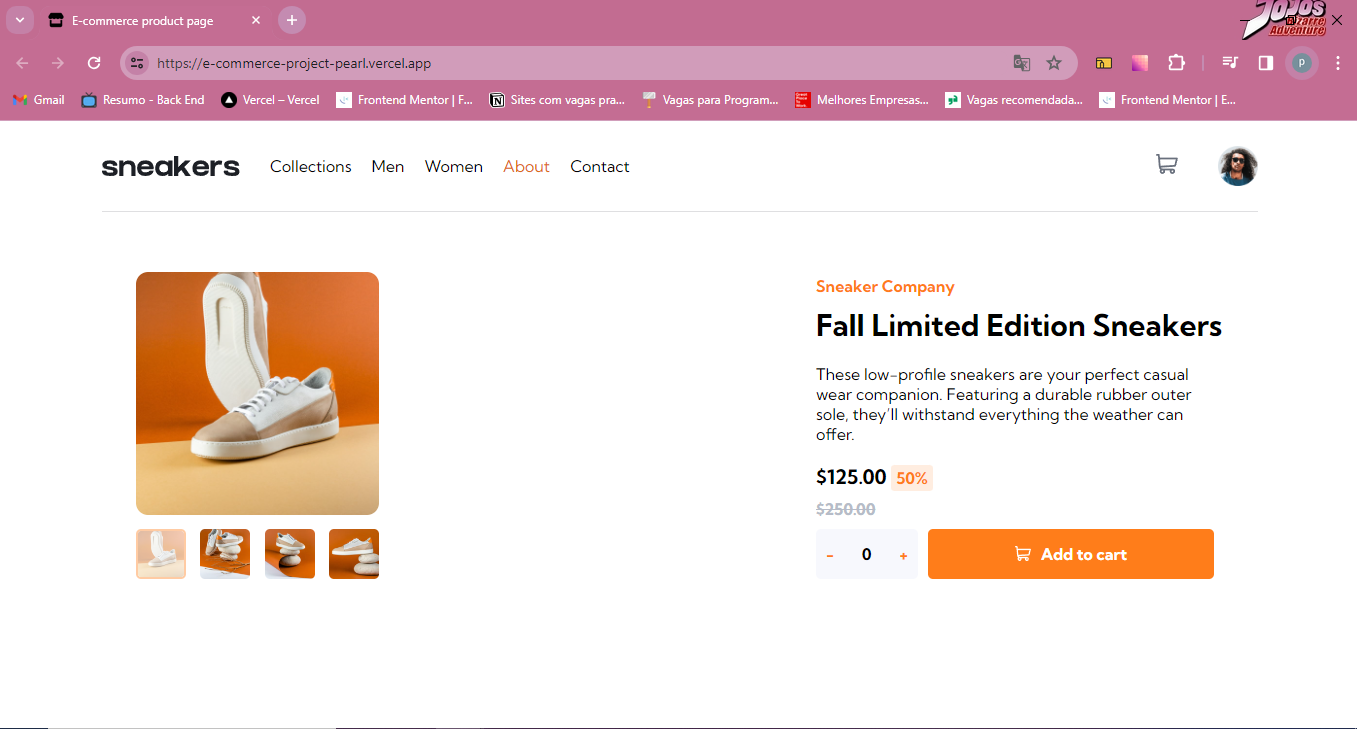 JOJO'S
Bizarre
Adventure
E-commerce product page
https://e-commerce-project-pearl.vercel.app
p
Gmail
Resumo - Back End
Vercel – Vercel
Frontend Mentor | F...
Sites com vagas pra...
Vagas para Program...
Melhores Empresas...
Vagas recomendada...
Frontend Mentor | E...
sneakers
Collections
Men
Women
About
Contact
Sneaker Company
Fall Limited Edition Sneakers
These low-profile sneakers are your perfect casual
wear companion. Featuring a durable rubber outer
sole, they'll withstand everything the weather can
offer.
$125.00 50%
$250.00
- 0 + Add to cart